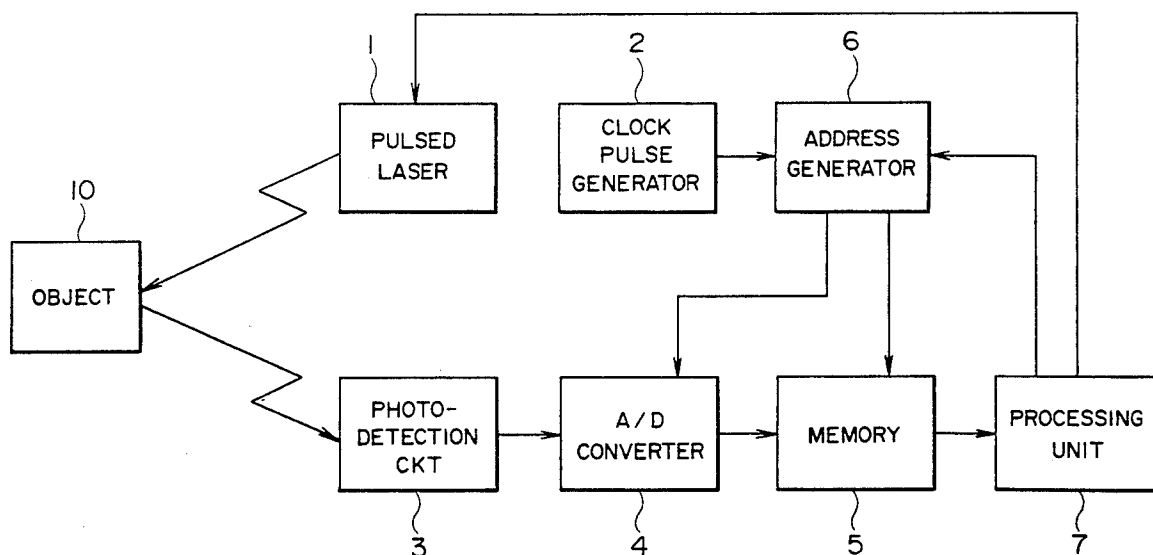 1
2
6
PULSED
LASER
CLOCK
PULSE
GENERATOR
ADDRESS
GENERATOR
10
OBJECT
PHOTO-
DETECTION
CKT
A/D
CONVERTER
MEMORY
PROCESSING
UNIT
3
4
5
7